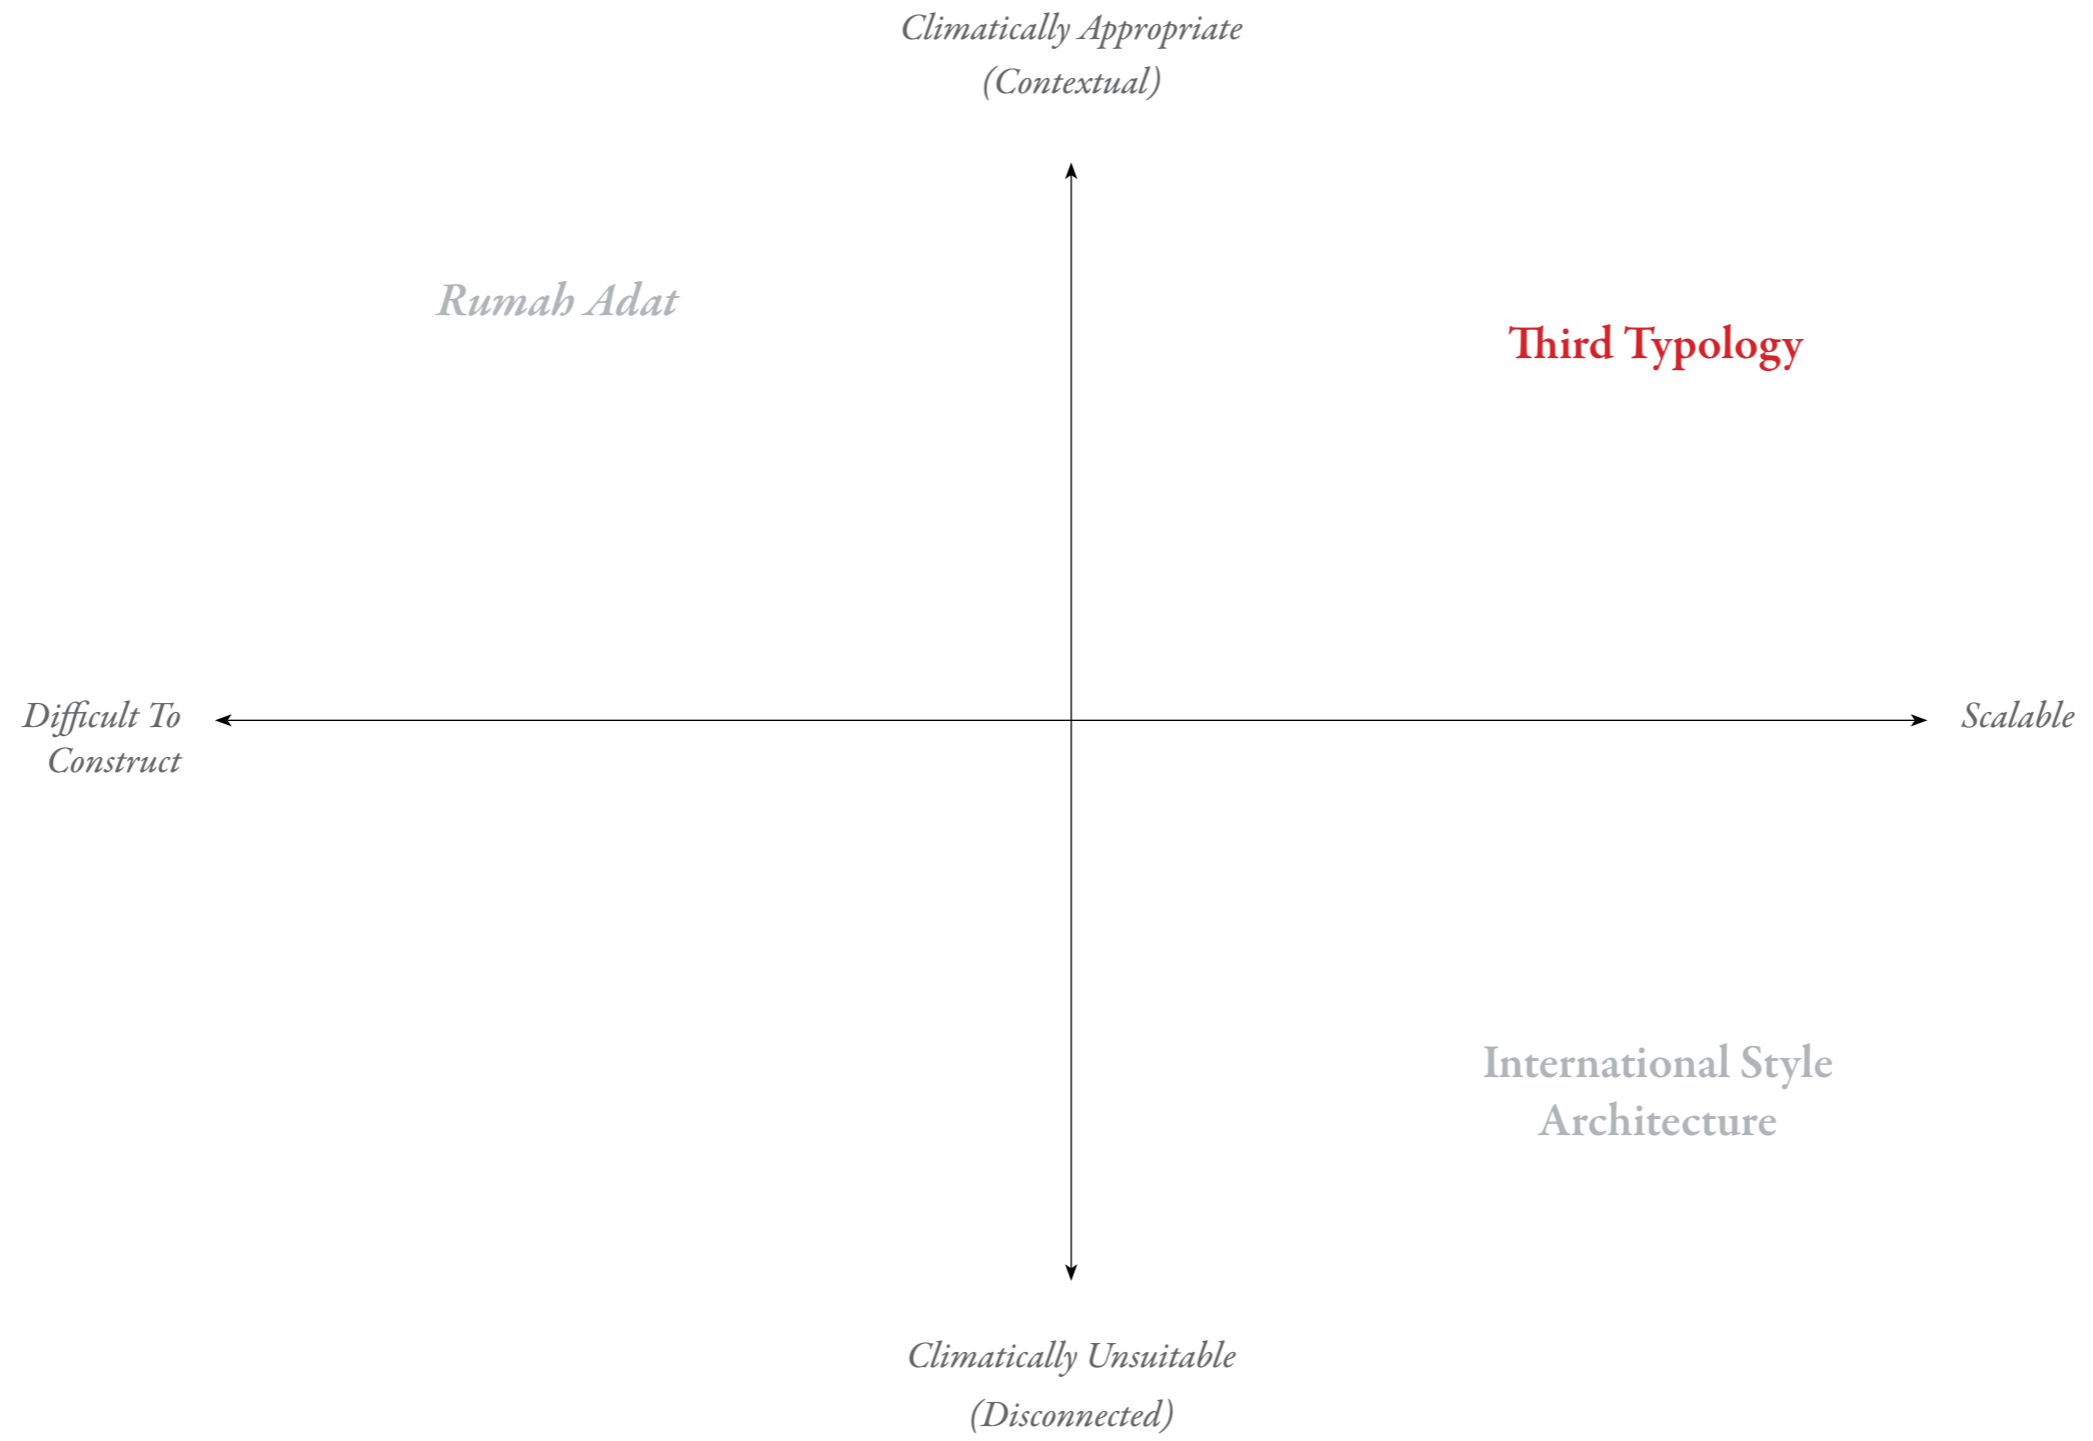 Climatically Appropriate
(Contextual)
Rumah Adat
Third Typology
Difficult To
Construct
Scalable
International Style
Architecture
Climatically Unsuitable
(Disconnected)